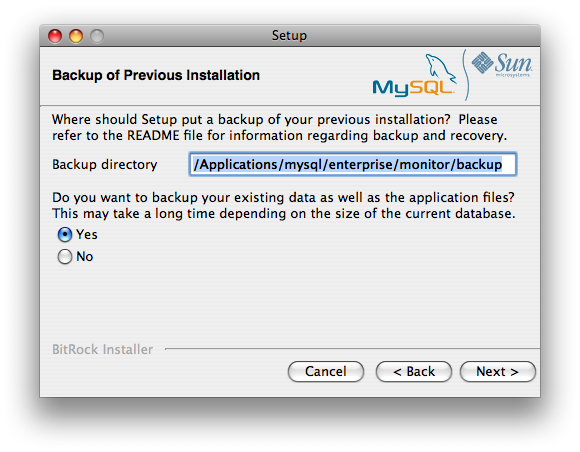 Setup
Backup of Previous Installation
MySQL
Sun
microsystems
Where should Setup put a backup of your previous installation? Please
refer to the README file for information regarding backup and recovery.
Backup directory
/Applications/mysql/enterprise/monitor/backup
Do you want to backup your existing data as well as the application files?
This may take a long time depending on the size of the current database.
Yes
No
BitRock Installer
Cancel
< Back
Next >